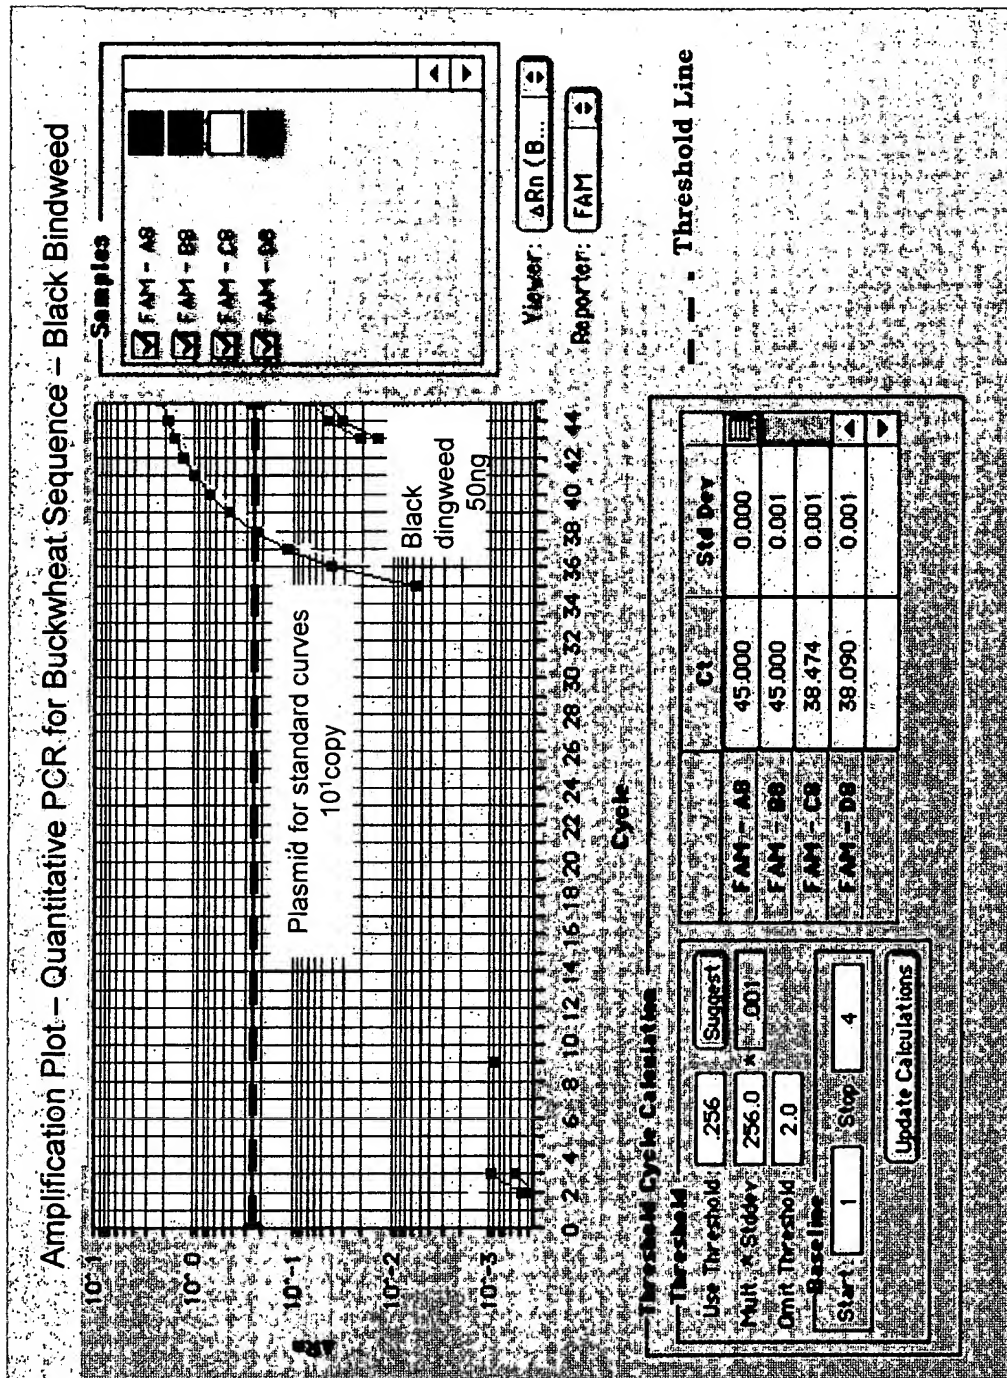 Amplification Plot – Quantitative PCR for Buckwheat Sequence – Black Bindweed
10^1
10^0
10^-1
10^-2
10^-3
ΔRn
Plasmid for standard curves
10¹copy
Black
dingweed
50ng
0 2 4 6 8 10 12 14 16 18 20 22 24 26 28 30 32 34 36 38 40 42 44
Cycle
Samples
FAM - A8
FAM - B8
FAM - C8
FAM - D8
Viewer: ΔRn (B...
Reporter: FAM
Threshold Cycle Calculation
Threshold
Use Threshold: .256 Suggest
Mult * Stddev: 256.0 * .001
Omit Threshold: 2.0
Baseline
Start: 1 Stop: 4
Update Calculations
Ct Std Dev
FAM - A8 45.000 0.000
FAM - B8 45.000 0.001
FAM - C8 38.474 0.001
FAM - D8 38.090 0.001
Threshold Line